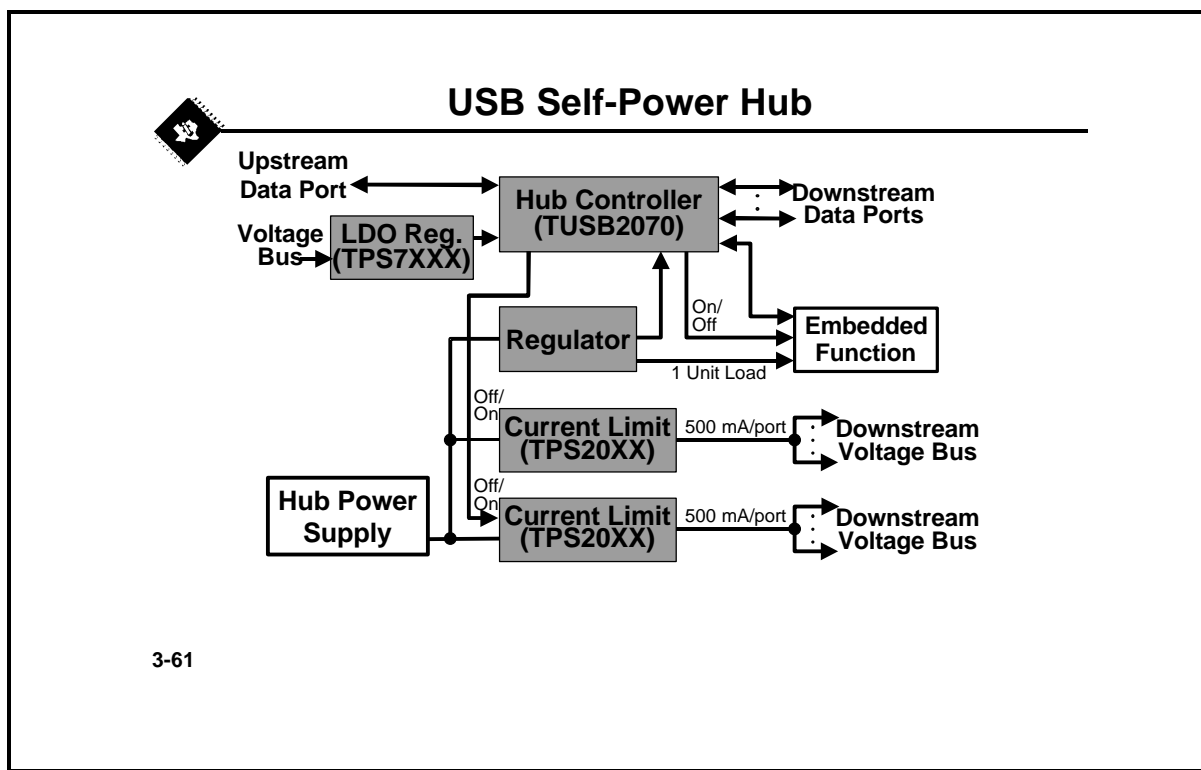 USB Self-Power Hub
Upstream
Data Port
Hub Controller
(TUSB2070)
Downstream
Data Ports
Voltage
Bus
LDO Reg.
(TPS7XXX)
On/
Off
Regulator
Embedded
Function
1 Unit Load
Off/
On
Current Limit
(TPS20XX)
500 mA/port
Downstream
Voltage Bus
Hub Power
Supply
Off/
On
Current Limit
(TPS20XX)
500 mA/port
Downstream
Voltage Bus
3-61